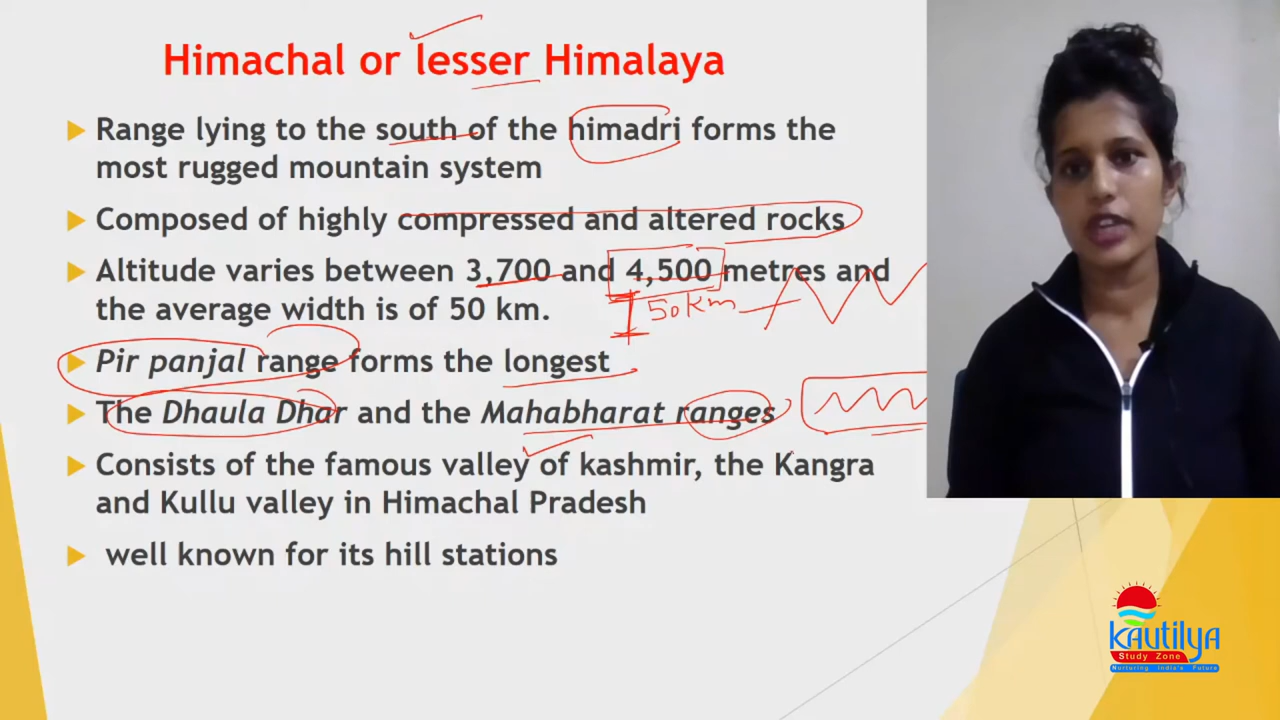 Himachal or lesser Himalaya
Range lying to the south of the himadri forms the
most rugged mountain system
Composed of highly compressed and altered rocks
Altitude varies between 3,700 and 4,500 metres and
the average width is of 50 km.
50km
Pir panjal range forms the longest
The Dhaula Dhar and the Mahabharat ranges
Consists of the famous valley of kashmir, the Kangra
and Kullu valley in Himachal Pradesh
well known for its hill stations
kautilya
Study Zone
Nurturing India's Future